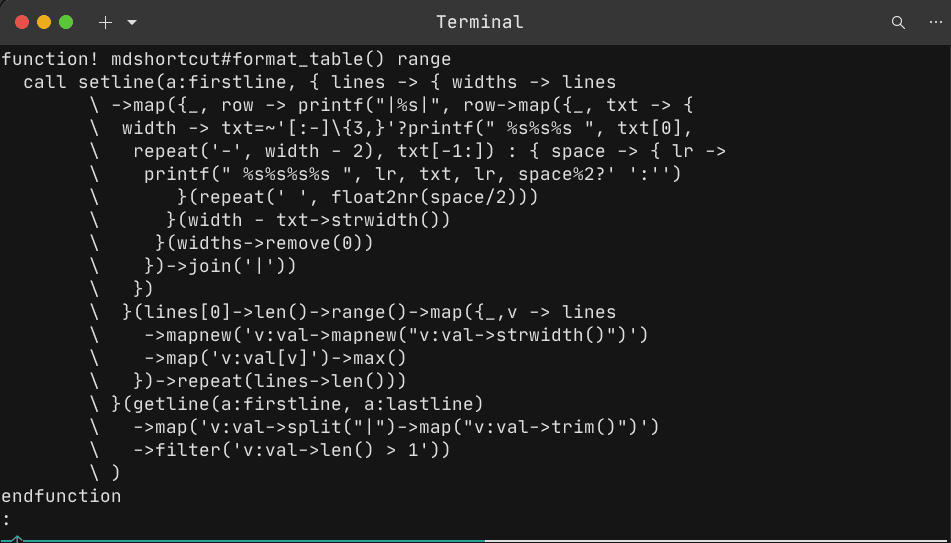 Terminal
function! mdshortcut#format_table() range
  call setline(a:firstline, { lines -> { widths -> lines
        \ ->map({_, row -> printf("|%s|", row->map({_, txt -> {
        \  width -> txt=~'[:-]\{3,}'?printf(" %s%s%s ", txt[0],
        \   repeat('-', width - 2), txt[-1:]) : { space -> { lr ->
        \    printf(" %s%s%s%s ", lr, txt, lr, space%2?' ':'')
        \       }(repeat(' ', float2nr(space/2)))
        \      }(width - txt->strwidth())
        \     }(widths->remove(0))
        \    })->join('|'))
        \   })
        \  }(lines[0]->len()->range()->map({_,v -> lines
        \    ->mapnew('v:val->mapnew("v:val->strwidth()")')
        \    ->map('v:val[v]')->max()
        \   })->repeat(lines->len()))
        \ }(getline(a:firstline, a:lastline)
        \   ->map('v:val->split("|")->map("v:val->trim()")')
        \   ->filter('v:val->len() > 1'))
        \ )
endfunction
: